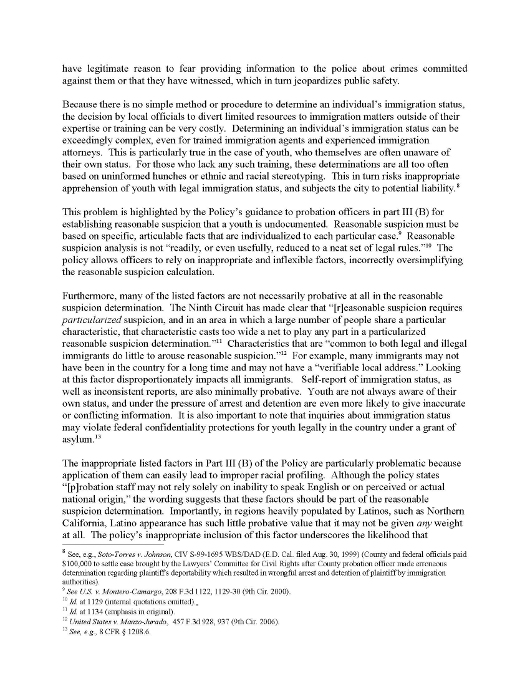 have legitimate reason to fear providing information to the police about crimes committed
against them or that they have witnessed, which in turn jeopardizes public safety.
Because there is no simple method or procedure to determine an individual's immigration status,
the decision by local officials to divert limited resources to immigration matters outside of their
expertise or training can be very costly. Determining an individual's immigration status can be
exceedingly complex, even for trained immigration agents and experienced immigration
attorneys. This is particularly true in the case of youth, who themselves are often unaware of
their own status. For those who lack any such training, these determinations are all too often
based on uninformed hunches or ethnic and racial stereotyping. This in turn risks inappropriate
apprehension of youth with legal immigration status, and subjects the city to potential liability.⁸
This problem is highlighted by the Policy's guidance to probation officers in part III (B) for
establishing reasonable suspicion that a youth is undocumented. Reasonable suspicion must be
based on specific, articulable facts that are individualized to each particular case.⁹ Reasonable
suspicion analysis is not "readily, or even usefully, reduced to a neat set of legal rules."¹⁰ The
policy allows officers to rely on inappropriate and inflexible factors, incorrectly oversimplifying
the reasonable suspicion calculation.
Furthermore, many of the listed factors are not necessarily probative at all in the reasonable
suspicion determination. The Ninth Circuit has made clear that "[r]easonable suspicion requires
particularized suspicion, and in an area in which a large number of people share a particular
characteristic, that characteristic casts too wide a net to play any part in a particularized
reasonable suspicion determination."¹¹ Characteristics that are "common to both legal and illegal
immigrants do little to arouse reasonable suspicion."¹² For example, many immigrants may not
have been in the country for a long time and may not have a "verifiable local address." Looking
at this factor disproportionately impacts all immigrants. Self-report of immigration status, as
well as inconsistent reports, are also minimally probative. Youth are not always aware of their
own status, and under the pressure of arrest and detention are even more likely to give inaccurate
or conflicting information. It is also important to note that inquiries about immigration status
may violate federal confidentiality protections for youth legally in the country under a grant of
asylum.¹³
The inappropriate listed factors in Part III (B) of the Policy are particularly problematic because
application of them can easily lead to improper racial profiling. Although the policy states
"[p]robation staff may not rely solely on inability to speak English or on perceived or actual
national origin," the wording suggests that these factors should be part of the reasonable
suspicion determination. Importantly, in regions heavily populated by Latinos, such as Northern
California, Latino appearance has such little probative value that it may not be given any weight
at all. The policy's inappropriate inclusion of this factor underscores the likelihood that
⁸ See, e.g., Soto-Torres v. Johnson, CIV S-99-1695 WBS/DAD (E.D. Cal. filed Aug. 30, 1999) (County and federal officials paid
$100,000 to settle case brought by the Lawyers' Committee for Civil Rights after County probation officer made erroneous
determination regarding plaintiff's deportability which resulted in wrongful arrest and detention of plaintiff by immigration
authorities).
⁹ See U.S. v. Montero-Camargo, 208 F.3d 1122, 1129-30 (9th Cir. 2000).
¹⁰ Id. at 1129 (internal quotations omitted).
¹¹ Id. at 1134 (emphasis in original).
¹² United States v. Manzo-Jurado, 457 F.3d 928, 937 (9th Cir. 2006).
¹³ See, e.g., 8 CFR § 1208.6.